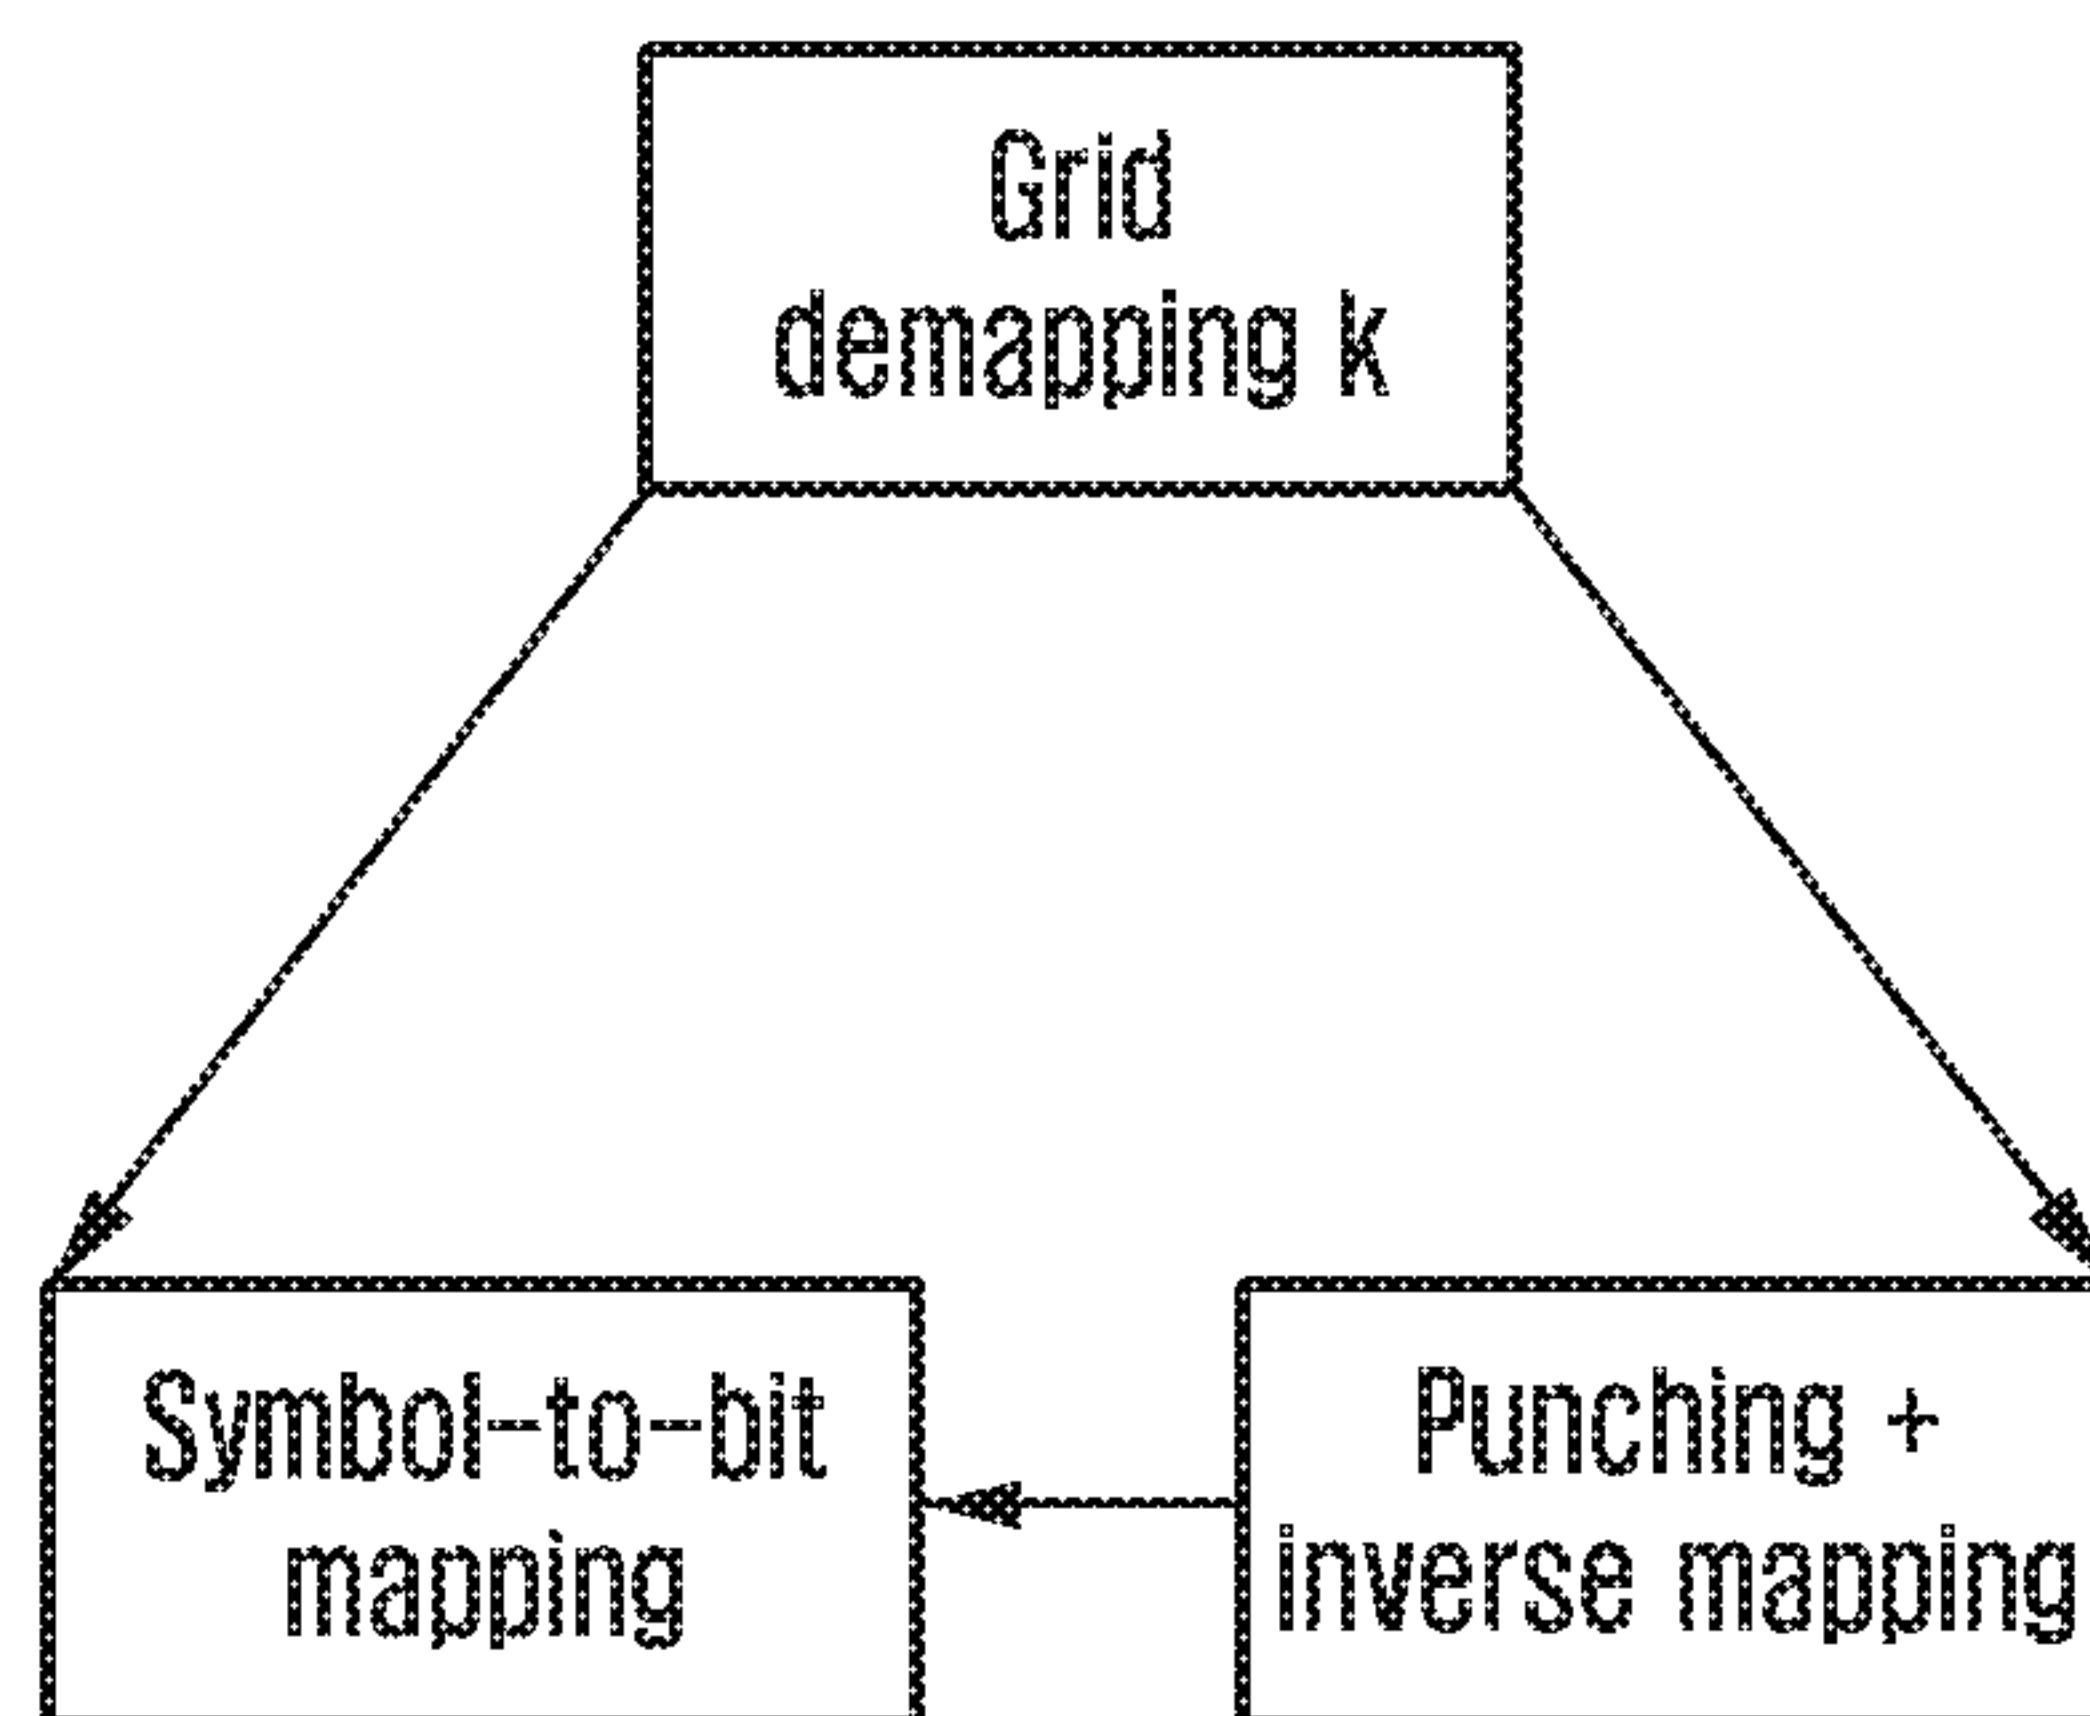 Grid
demapping k
Symbol-to-bit
mapping
Punching +
inverse mapping